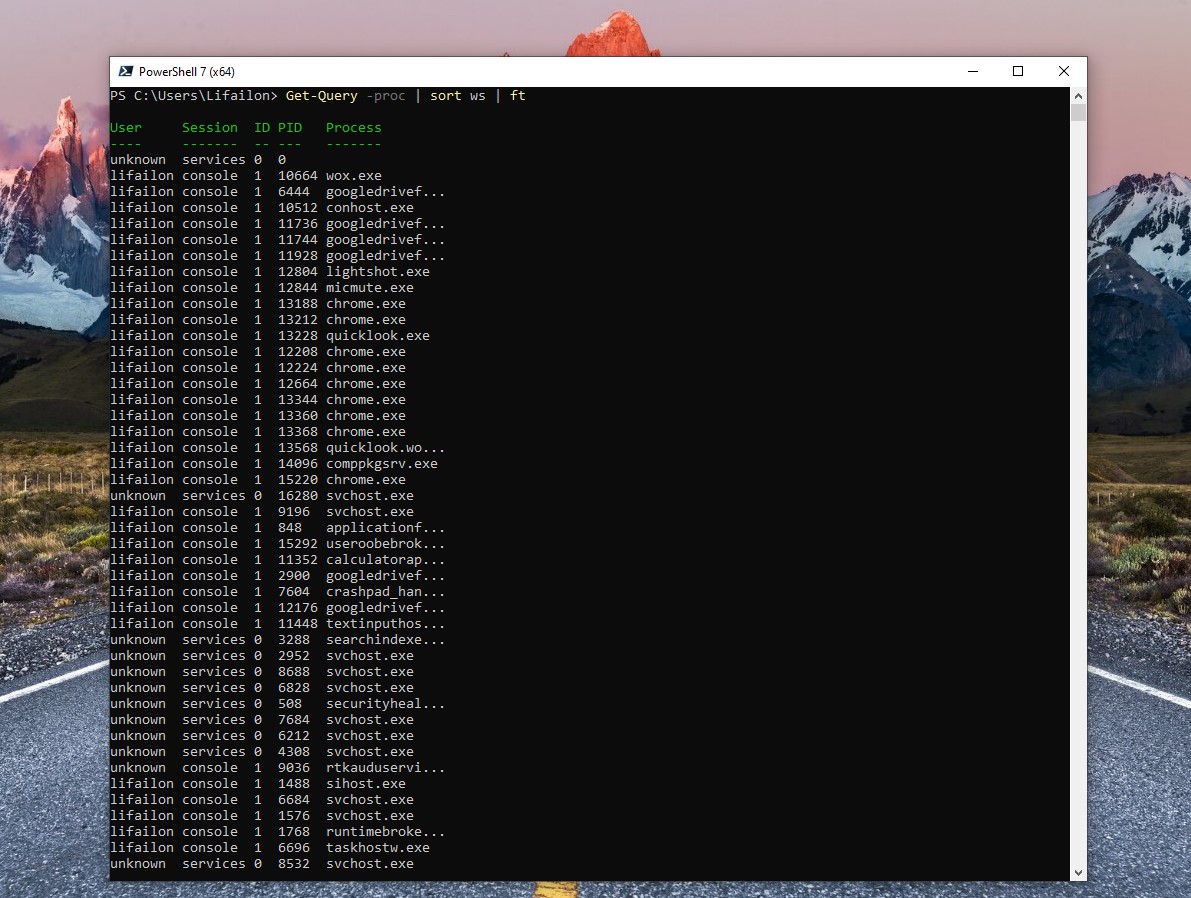 PowerShell 7 (x64)
PS C:\Users\Lifailon> Get-Query -proc | sort ws | ft
User Session ID PID Process
---- ------- -- --- -------
unknown services 0 0
lifailon console 1 10664 wox.exe
lifailon console 1 6444 googledrivef...
lifailon console 1 10512 conhost.exe
lifailon console 1 11736 googledrivef...
lifailon console 1 11744 googledrivef...
lifailon console 1 11928 googledrivef...
lifailon console 1 12804 lightshot.exe
lifailon console 1 12844 micmute.exe
lifailon console 1 13188 chrome.exe
lifailon console 1 13212 chrome.exe
lifailon console 1 13228 quicklook.exe
lifailon console 1 12208 chrome.exe
lifailon console 1 12224 chrome.exe
lifailon console 1 12664 chrome.exe
lifailon console 1 13344 chrome.exe
lifailon console 1 13360 chrome.exe
lifailon console 1 13368 chrome.exe
lifailon console 1 13568 quicklook.wo...
lifailon console 1 14096 comppkgsrv.exe
lifailon console 1 15220 chrome.exe
unknown services 0 16280 svchost.exe
lifailon console 1 9196 svchost.exe
lifailon console 1 848 applicationf...
lifailon console 1 15292 useroobebrok...
lifailon console 1 11352 calculatorap...
lifailon console 1 2900 googledrivef...
lifailon console 1 7604 crashpad_han...
lifailon console 1 12176 googledrivef...
lifailon console 1 11448 textinputhos...
unknown services 0 3288 searchindexe...
unknown services 0 2952 svchost.exe
unknown services 0 8688 svchost.exe
unknown services 0 6828 svchost.exe
unknown services 0 508 securityheal...
unknown services 0 7684 svchost.exe
unknown services 0 6212 svchost.exe
unknown services 0 4308 svchost.exe
unknown console 1 9036 rtkauduservi...
lifailon console 1 1488 sihost.exe
lifailon console 1 6684 svchost.exe
lifailon console 1 1576 svchost.exe
lifailon console 1 1768 runtimebroke...
lifailon console 1 6696 taskhostw.exe
unknown services 0 8532 svchost.exe